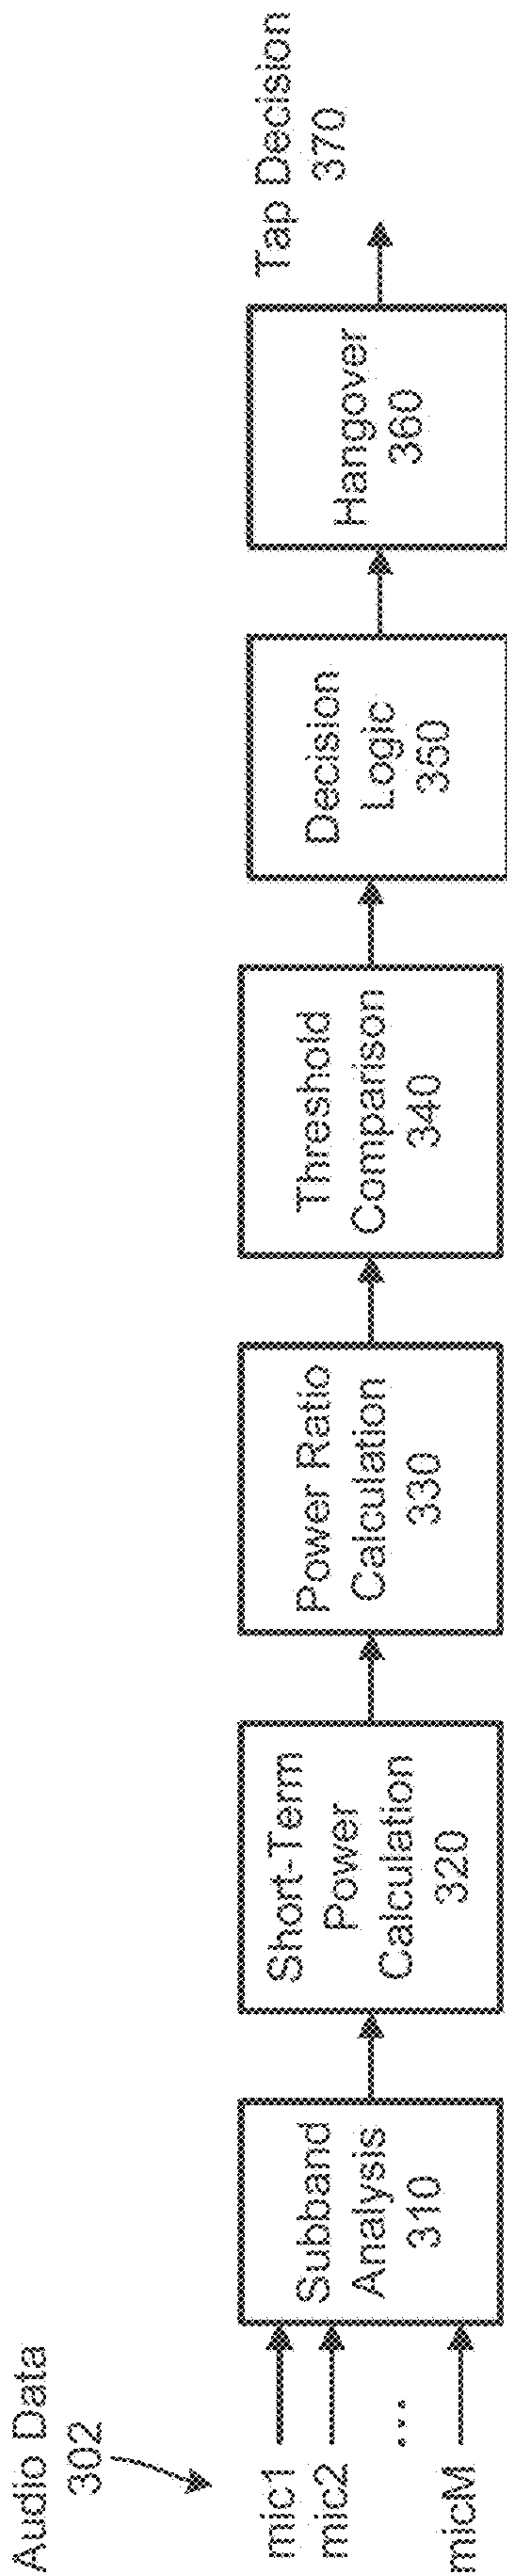 Audio Data
302
mic1
mic2
...
micM
Subband
Analysis
310
Short-Term
Power
Calculation
320
Power Ratio
Calculation
330
Threshold
Comparison
340
Decision
Logic
350
Hangover
360
Tap Decision
370